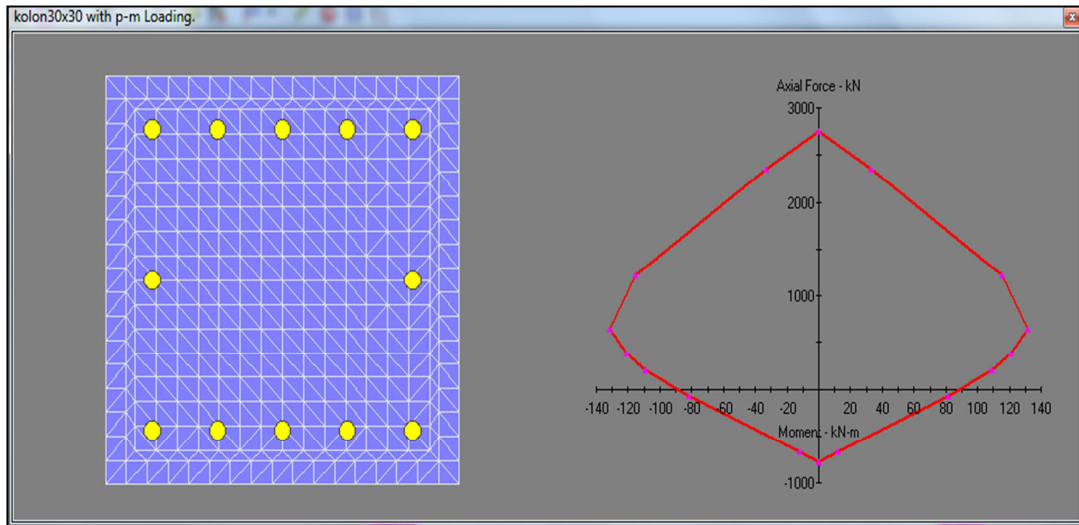 kolon30x30 with p-m Loading.
x
Axial Force - kN
3000
2000
1000
-140 -120 -100 -80 -60 -40 -20 20 40 60 80 100 120 140
Moment - kN-m
-1000